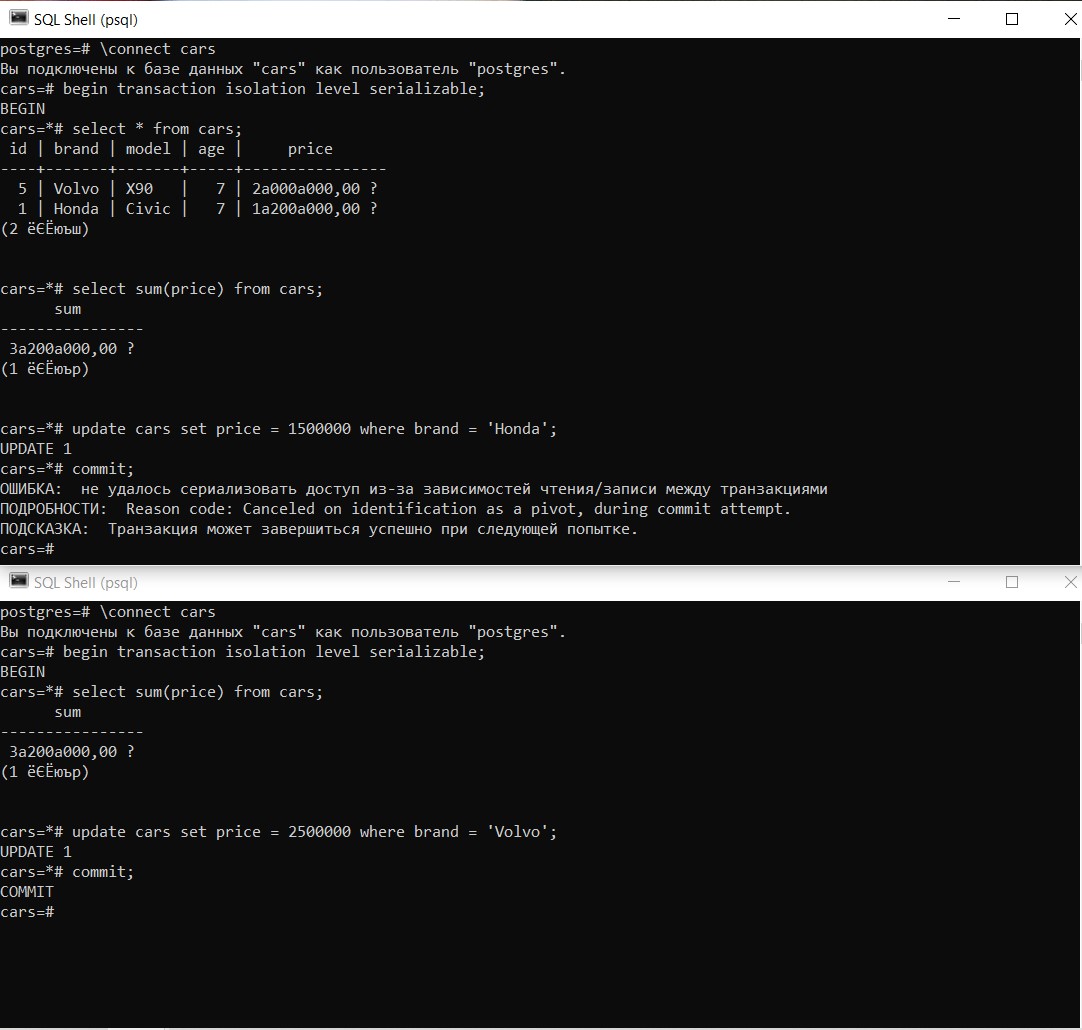 SQL Shell (psql)
postgres=# \connect cars
Вы подключены к базе данных "cars" как пользователь "postgres".
cars=# begin transaction isolation level serializable;
BEGIN
cars=*# select * from cars;
 id | brand | model | age |     price
----+-------+-------+-----+----------------
  5 | Volvo | X90   |   7 | 2а000а000,00 ?
  1 | Honda | Civic |   7 | 1а200а000,00 ?
(2 ёЄЁюъш)
cars=*# select sum(price) from cars;
      sum
----------------
 3а200а000,00 ?
(1 ёЄЁюър)
cars=*# update cars set price = 1500000 where brand = 'Honda';
UPDATE 1
cars=*# commit;
ОШИБКА:  не удалось сериализовать доступ из-за зависимостей чтения/записи между транзакциями
ПОДРОБНОСТИ:  Reason code: Canceled on identification as a pivot, during commit attempt.
ПОДСКАЗКА:  Транзакция может завершиться успешно при следующей попытке.
cars=#
SQL Shell (psql)
postgres=# \connect cars
Вы подключены к базе данных "cars" как пользователь "postgres".
cars=# begin transaction isolation level serializable;
BEGIN
cars=*# select sum(price) from cars;
      sum
----------------
 3а200а000,00 ?
(1 ёЄЁюър)
cars=*# update cars set price = 2500000 where brand = 'Volvo';
UPDATE 1
cars=*# commit;
COMMIT
cars=#